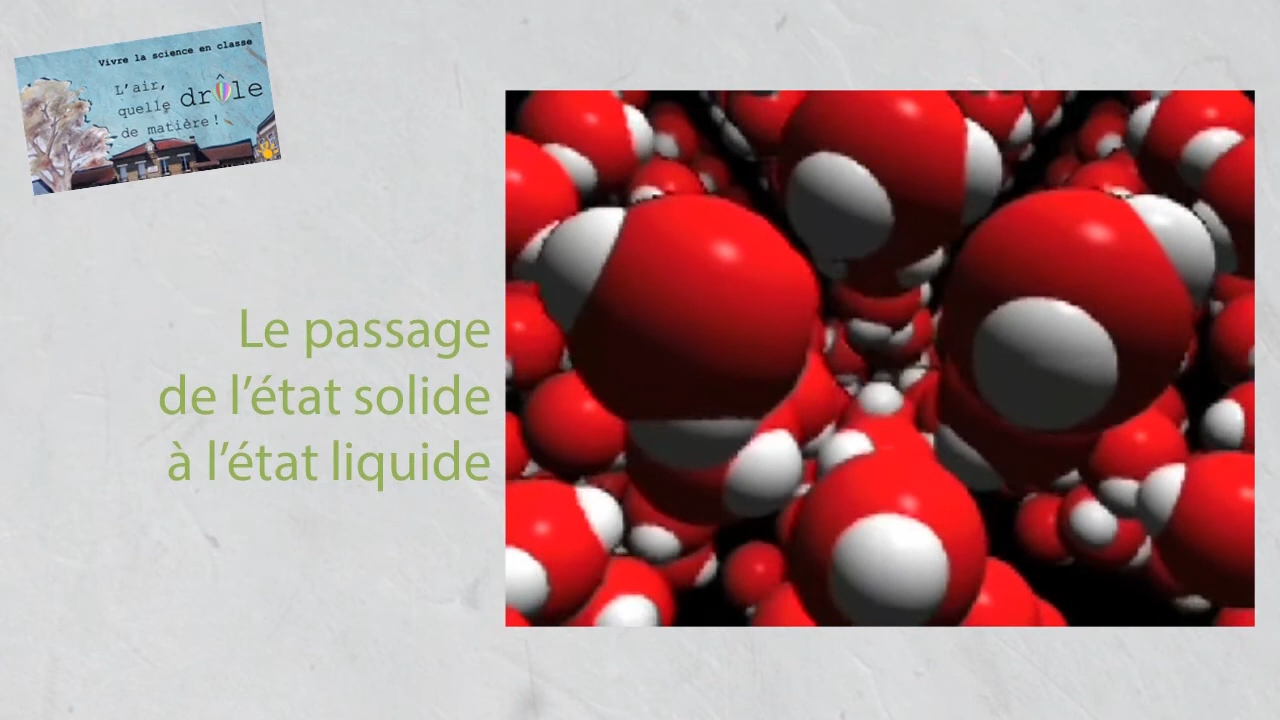 Vivre la science en classe
L'air,
quelle drôle
de matière!
Le passage
de l'état solide
à l'état liquide